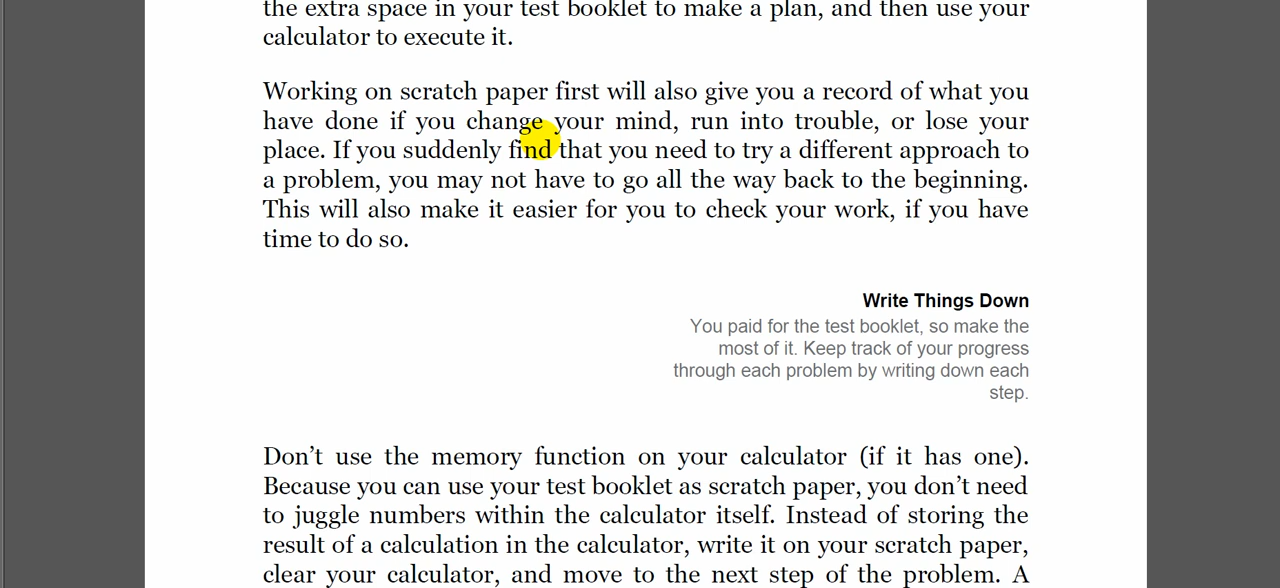 the extra space in your test booklet to make a plan, and then use your
calculator to execute it.
Working on scratch paper first will also give you a record of what you
have done if you change your mind, run into trouble, or lose your
place. If you suddenly find that you need to try a different approach to
a problem, you may not have to go all the way back to the beginning.
This will also make it easier for you to check your work, if you have
time to do so.
Write Things Down
You paid for the test booklet, so make the
most of it. Keep track of your progress
through each problem by writing down each
step.
Don’t use the memory function on your calculator (if it has one).
Because you can use your test booklet as scratch paper, you don’t need
to juggle numbers within the calculator itself. Instead of storing the
result of a calculation in the calculator, write it on your scratch paper,
clear your calculator, and move to the next step of the problem. A